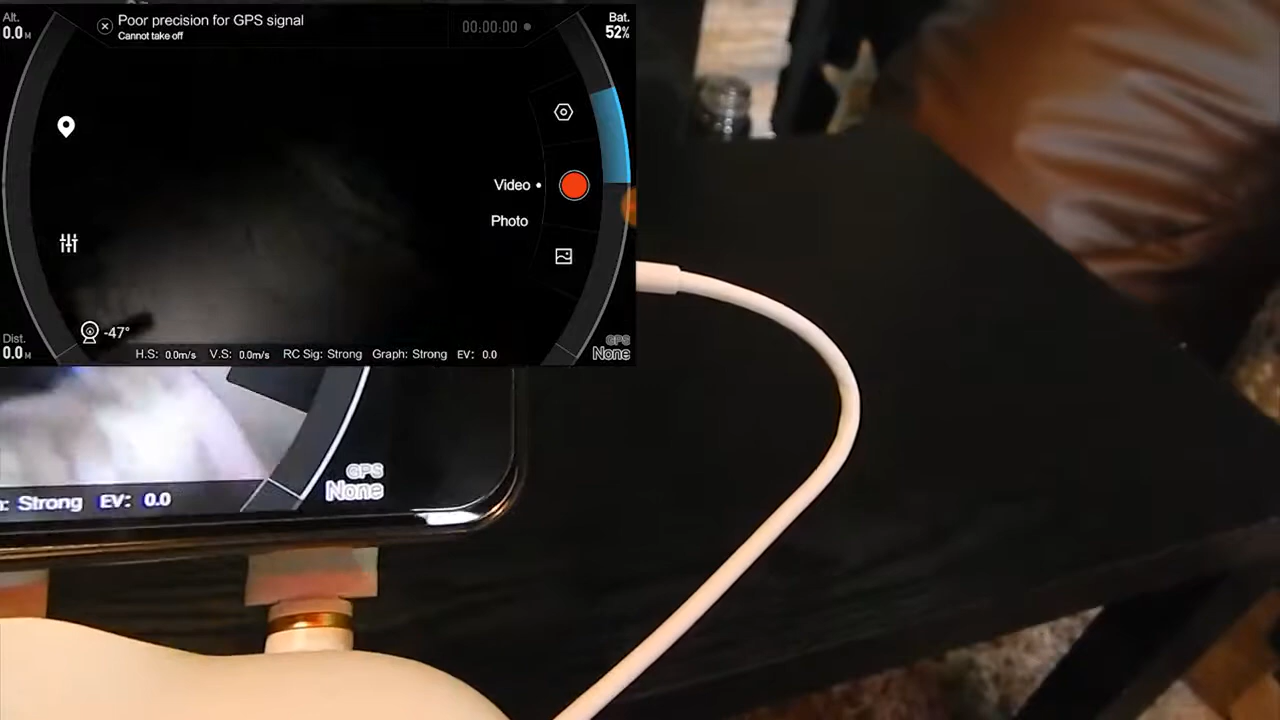 Alt.
0.0 M
Poor precision for GPS signal
Cannot take off
00:00:00
Bat.
52%
Video
Photo
-47°
Dist.
0.0 M
H.S: 0.0m/s V.S: 0.0m/s RC Sig: Strong Graph: Strong EV: 0.0
GPS
None
GPS
None
: Strong EV: 0.0